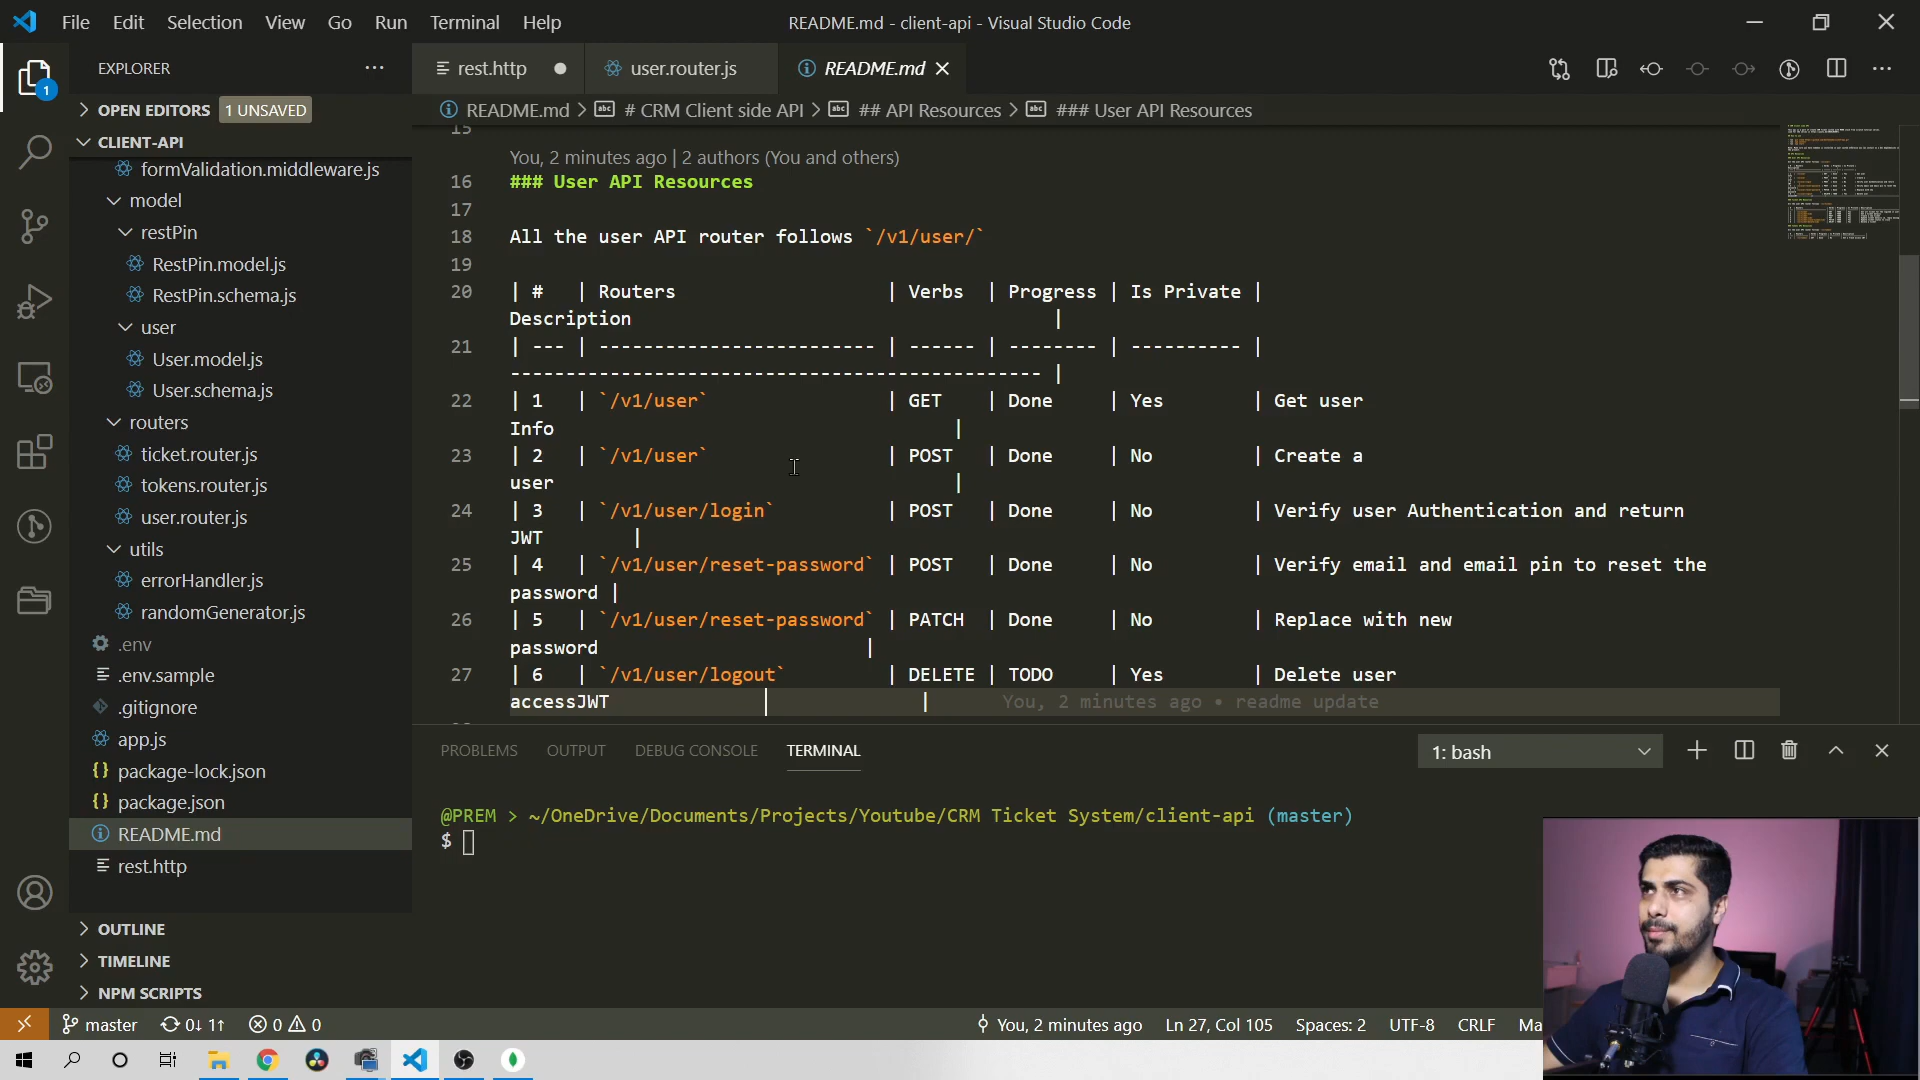 File Edit Selection View Go Run Terminal Help
README.md - client-api - Visual Studio Code
EXPLORER
rest.http
user.router.js
README.md
OPEN EDITORS 1 UNSAVED
README.md > # CRM Client side API > ## API Resources > ### User API Resources
CLIENT-API
formValidation.middleware.js
model
restPin
RestPin.model.js
RestPin.schema.js
user
User.model.js
User.schema.js
routers
ticket.router.js
tokens.router.js
user.router.js
utils
errorHandler.js
randomGenerator.js
.env
.env.sample
.gitignore
app.js
package-lock.json
package.json
README.md
rest.http
OUTLINE
TIMELINE
NPM SCRIPTS
15
You, 2 minutes ago | 2 authors (You and others)
16 ### User API Resources
17
18 All the user API router follows `/v1/user/`
19
20 | # | Routers | Verbs | Progress | Is Private |
Description |
21 | --- | ------------------------- | ------ | -------- | ---------- |
------------------------------------------------ |
22 | 1 | `/v1/user` | GET | Done | Yes | Get user
Info |
23 | 2 | `/v1/user` | POST | Done | No | Create a
user |
24 | 3 | `/v1/user/login` | POST | Done | No | Verify user Authentication and return
JWT |
25 | 4 | `/v1/user/reset-password` | POST | Done | No | Verify email and email pin to reset the
password |
26 | 5 | `/v1/user/reset-password` | PATCH | Done | No | Replace with new
password |
27 | 6 | `/v1/user/logout` | DELETE | TODO | Yes | Delete user
accessJWT | You, 2 minutes ago • readme update
PROBLEMS OUTPUT DEBUG CONSOLE TERMINAL
1: bash
@PREM > ~/OneDrive/Documents/Projects/Youtube/CRM Ticket System/client-api (master)
$
1
master 0↓ 1↑ 0 0
You, 2 minutes ago Ln 27, Col 105 Spaces: 2 UTF-8 CRLF Ma